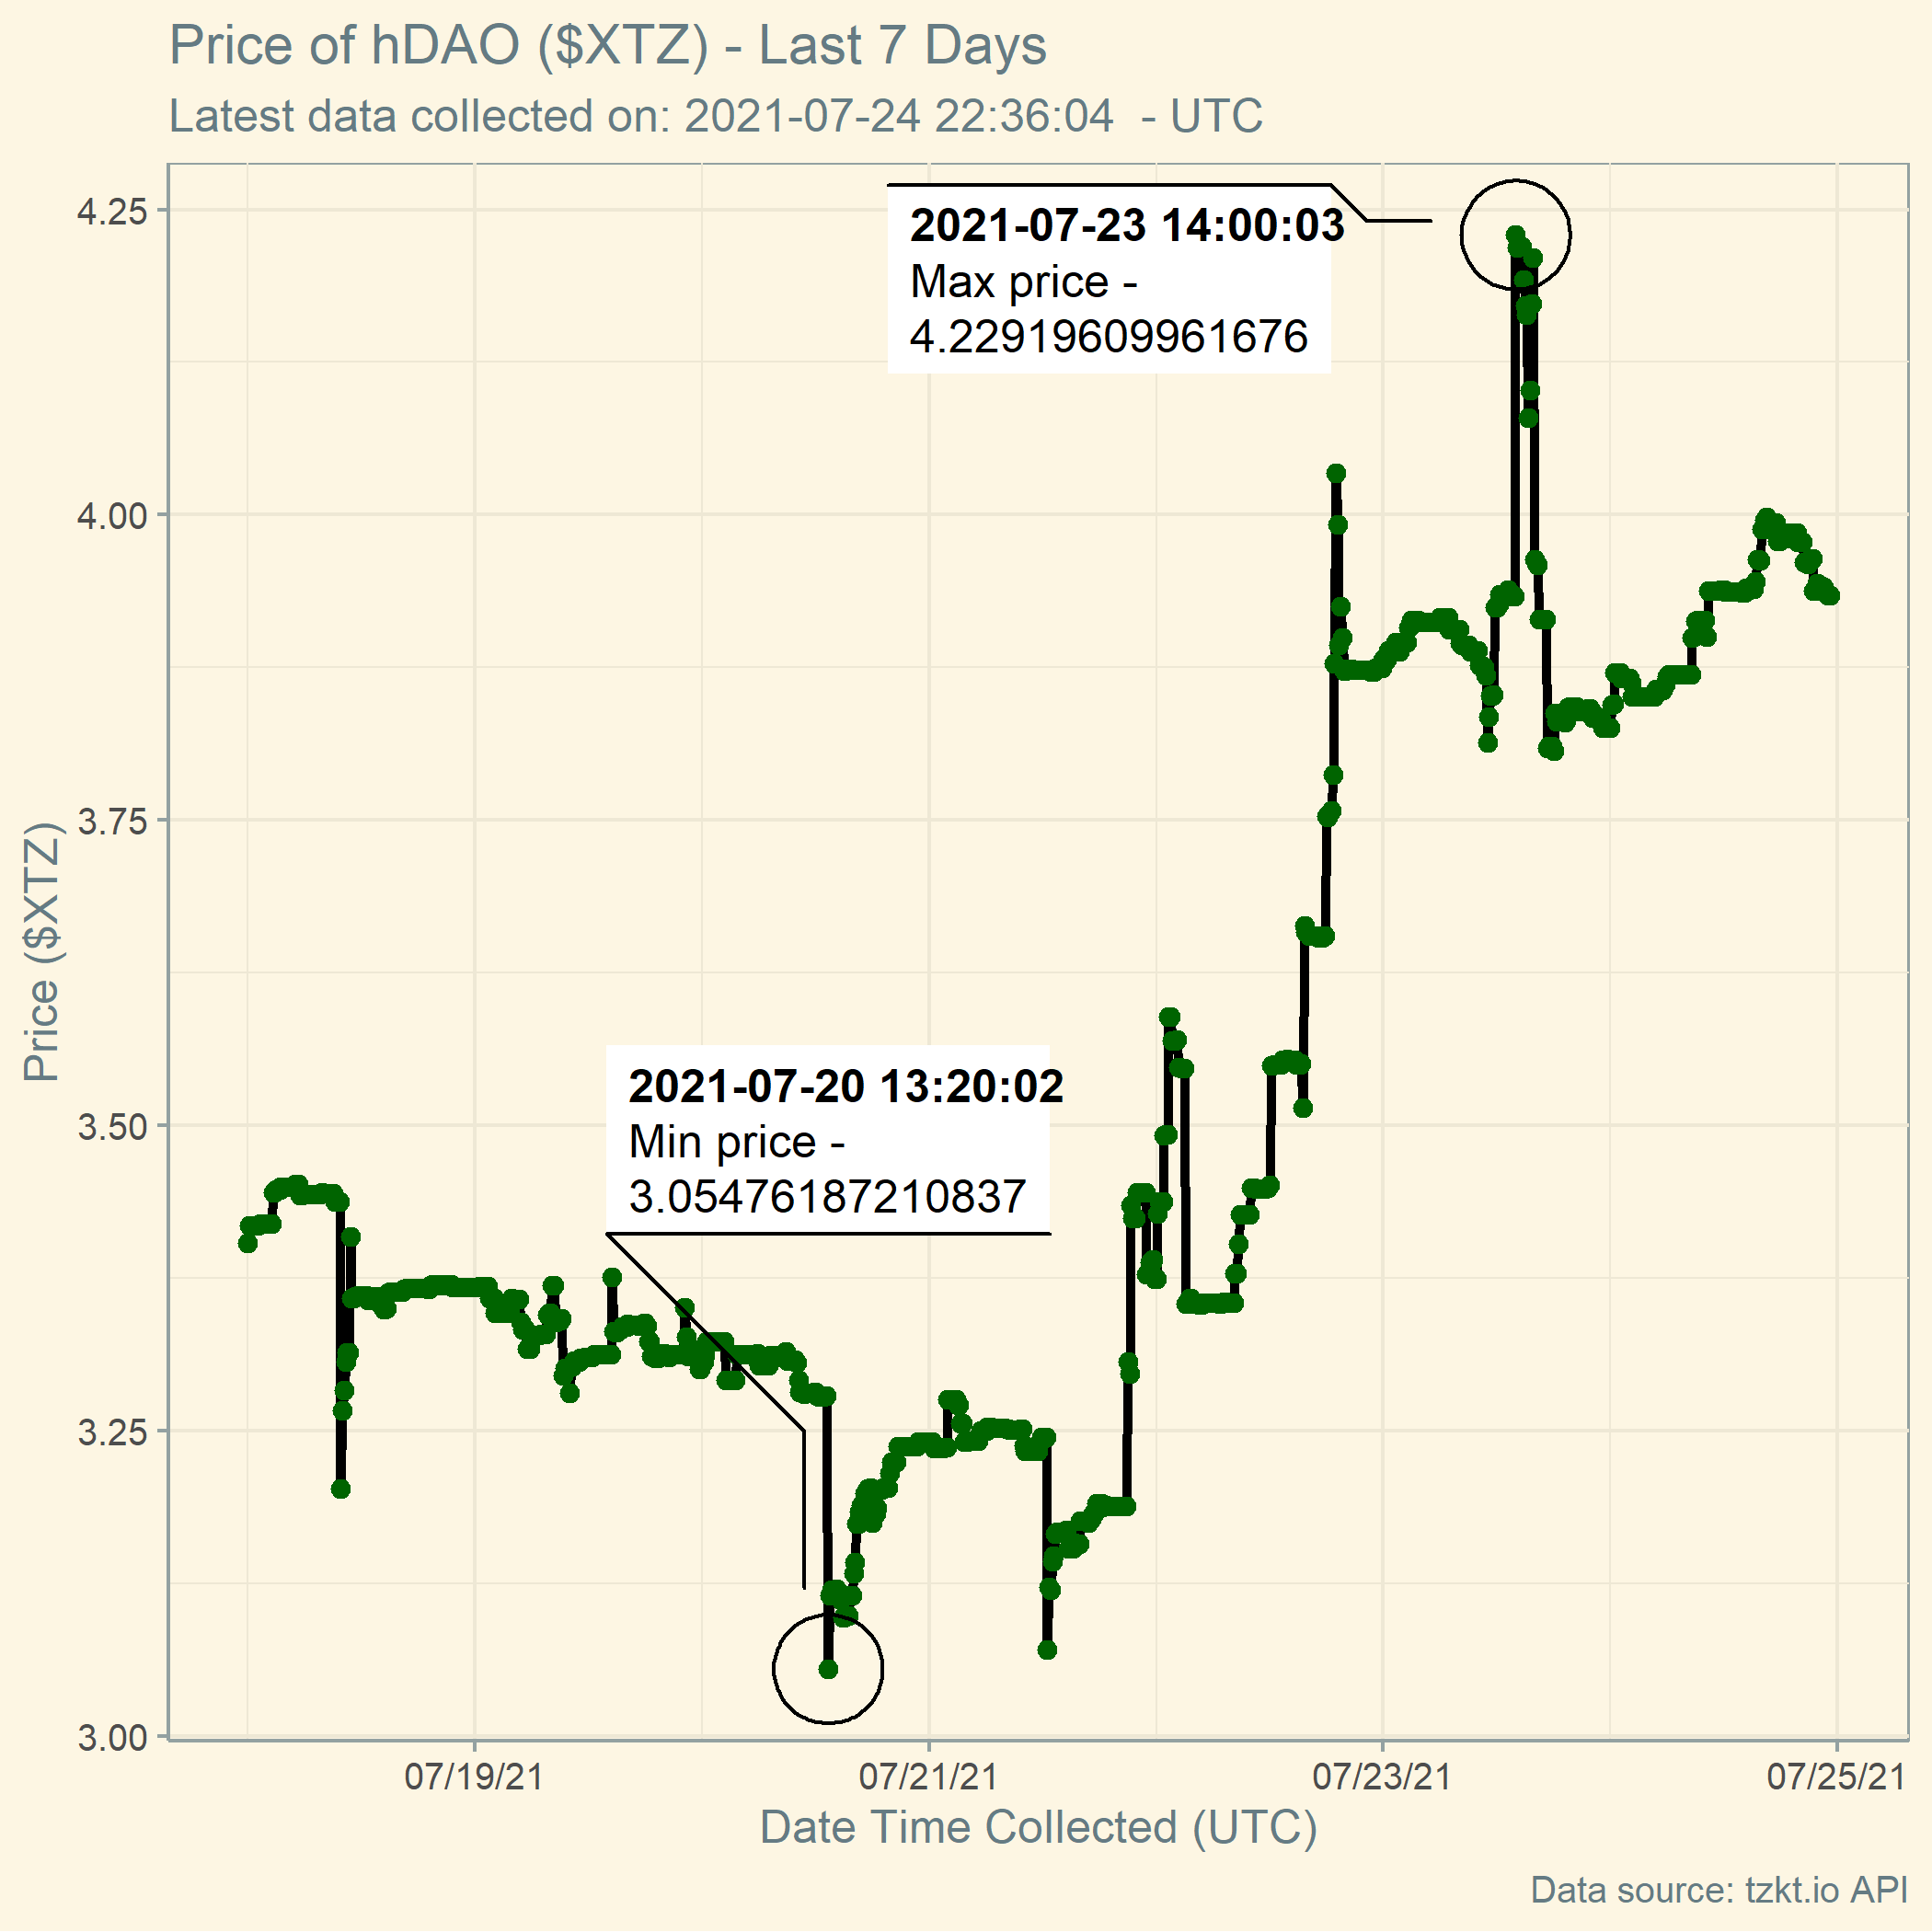 Price of hDAO ($XTZ) - Last 7 Days
Latest data collected on: 2021-07-24 22:36:04  - UTC
4.25
4.00
3.75
3.50
3.25
3.00
Price ($XTZ)
2021-07-23 14:00:03
Max price -
4.22919609961676
2021-07-20 13:20:02
Min price -
3.05476187210837
07/19/21
07/21/21
07/23/21
07/25/21
Date Time Collected (UTC)
Data source: tzkt.io API